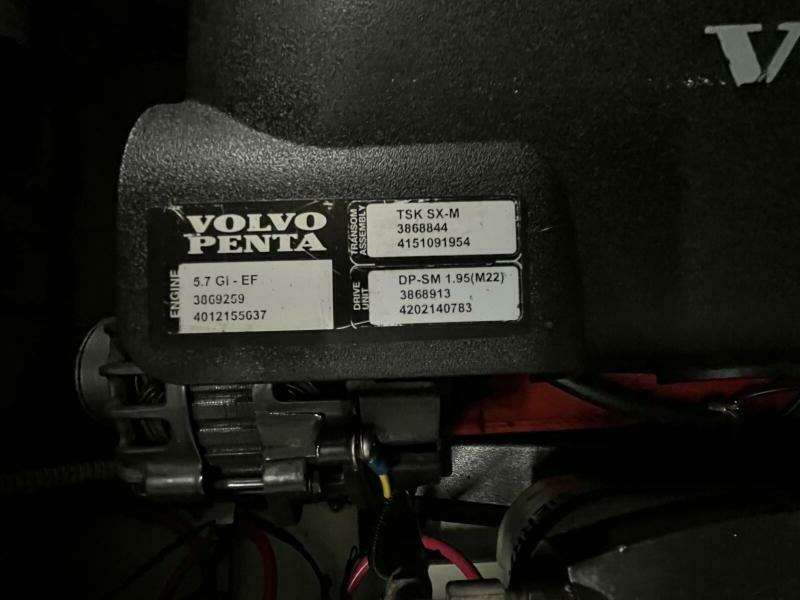 V
VOLVO
PENTA
ENGINE
5.7 GI - EF
3869259
4012155637
TRANSOM
ASSEMBLY
TSK SX-M
3868844
4151091954
DRIVE
UNIT
DP-SM 1.95(M22)
3868913
4202140783